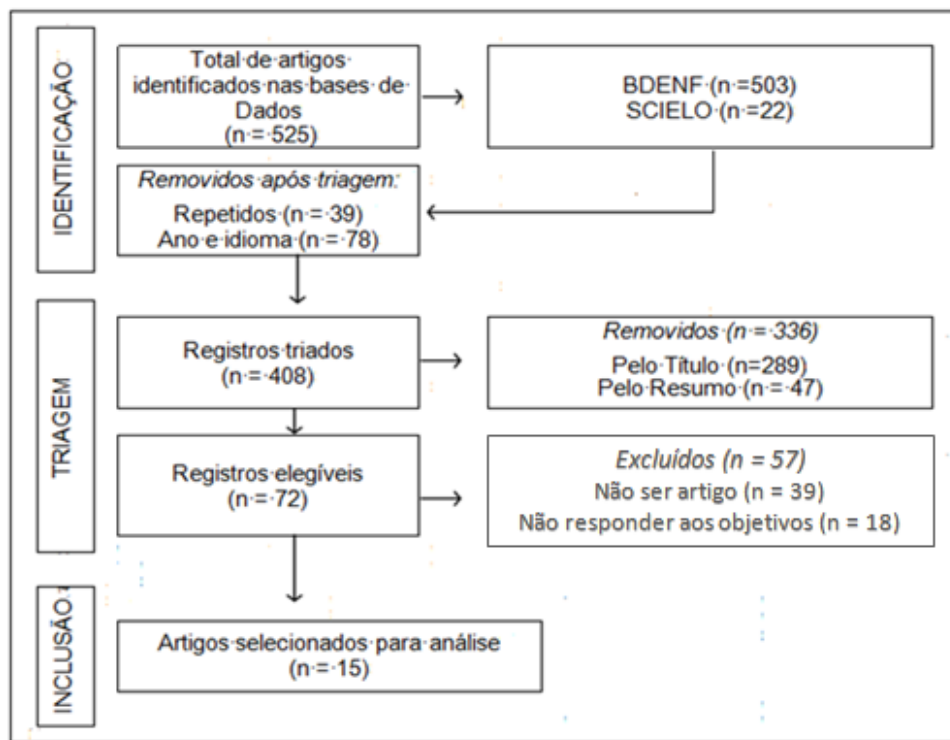 IDENTIFICAÇÃO
Total de artigos
identificados nas bases de
Dados
(n = 525)
BDENF (n =503)
SCIELO (n =22)
Removidos após triagem:
Repetidos (n = 39)
Ano e idioma (n = 78)
TRIAGEM
Registros triados
(n = 408)
Removidos (n = 336)
Pelo Título (n=289)
Pelo Resumo (n = 47)
Registros elegíveis
(n = 72)
Excluídos (n = 57)
Não ser artigo (n = 39)
Não responder aos objetivos (n = 18)
INCLUSÃO
Artigos selecionados para análise
(n = 15)